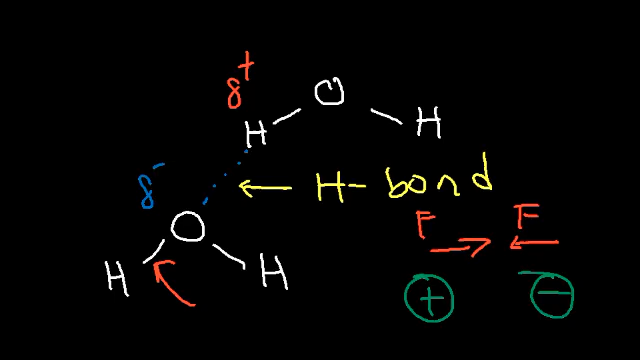 δ+
H O H
δ-
H-bond
O
F F
H H
+ −